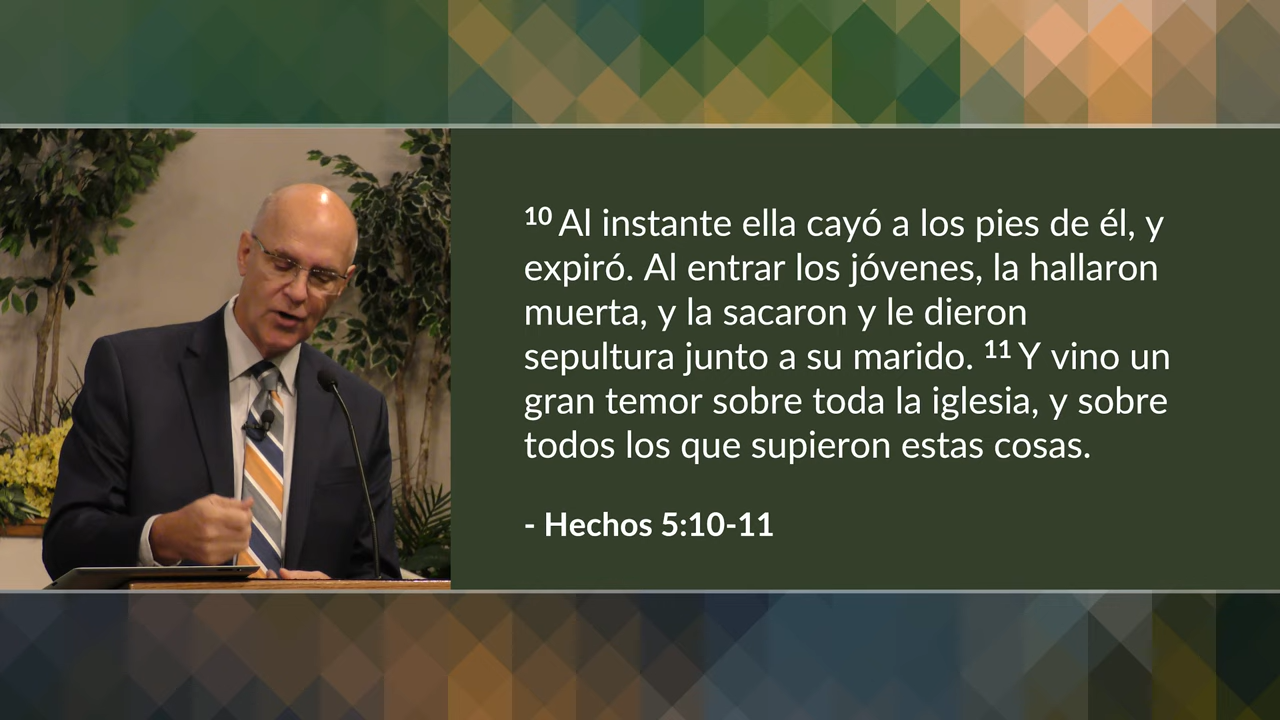 10 Al instante ella cayó a los pies de él, y
expiró. Al entrar los jóvenes, la hallaron
muerta, y la sacaron y le dieron
sepultura junto a su marido. 11 Y vino un
gran temor sobre toda la iglesia, y sobre
todos los que supieron estas cosas.
- Hechos 5:10-11